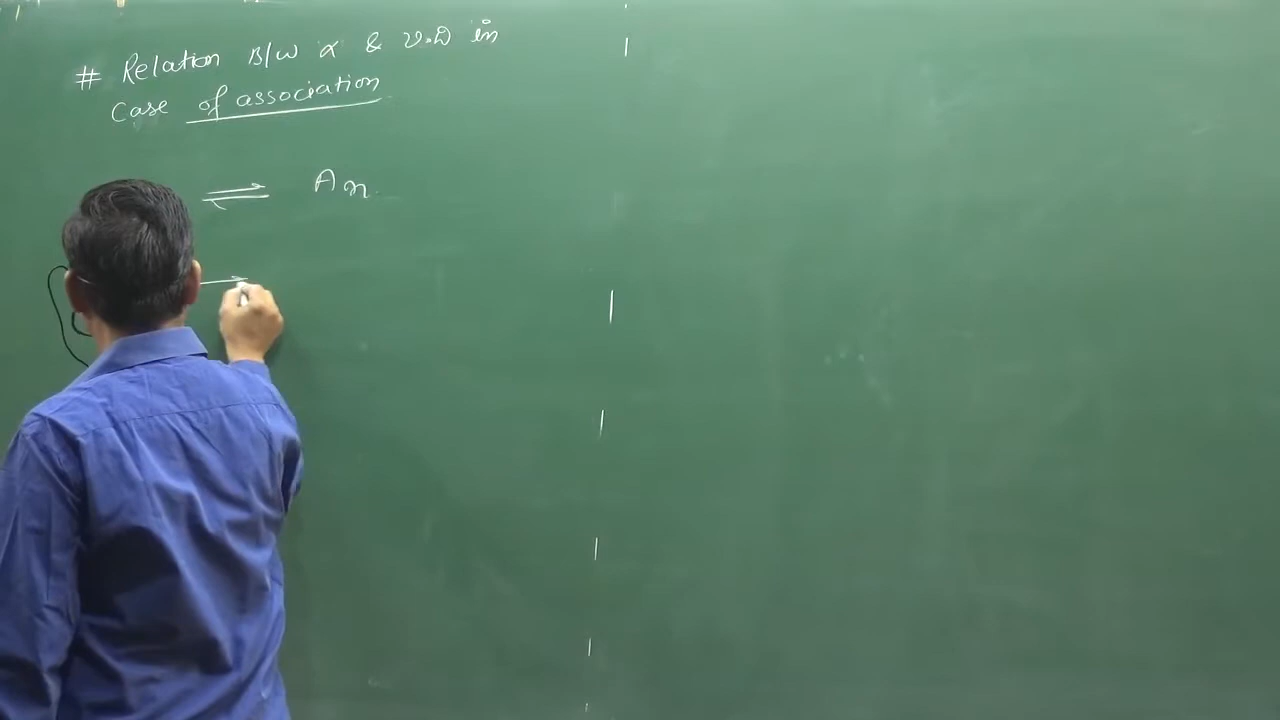 # Relation B/w α & V.D in
Case of association
⇌ An
→